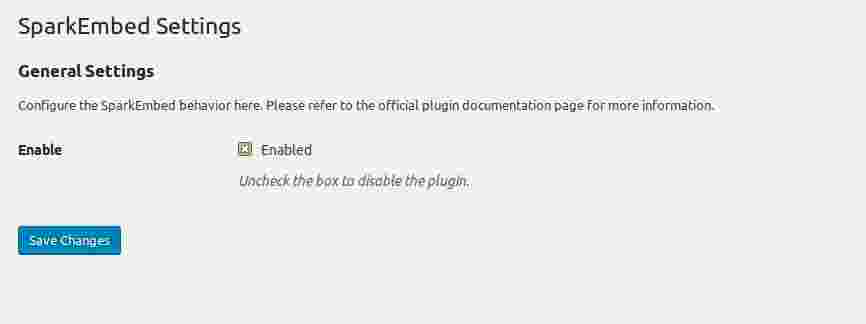 SparkEmbed Settings
General Settings
Configure the SparkEmbed behavior here. Please refer to the official plugin documentation page for more information.
Enable
Enabled
Uncheck the box to disable the plugin.
Save Changes